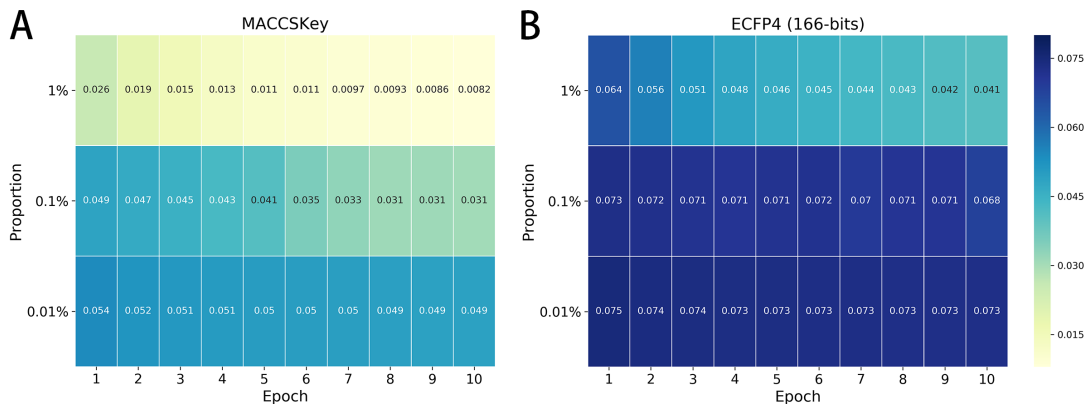 A
MACCSKey
Proportion
1%
0.026 0.019 0.015 0.013 0.011 0.011 0.0097 0.0093 0.0086 0.0082
0.1%
0.049 0.047 0.045 0.043 0.041 0.035 0.033 0.031 0.031 0.031
0.01%
0.054 0.052 0.051 0.051 0.05 0.05 0.05 0.049 0.049 0.049
1 2 3 4 5 6 7 8 9 10
Epoch
B
ECFP4 (166-bits)
Proportion
1%
0.064 0.056 0.051 0.048 0.046 0.045 0.044 0.043 0.042 0.041
0.1%
0.073 0.072 0.071 0.071 0.071 0.072 0.07 0.071 0.071 0.068
0.01%
0.075 0.074 0.074 0.073 0.073 0.073 0.073 0.073 0.073 0.073
1 2 3 4 5 6 7 8 9 10
Epoch
0.075
0.060
0.045
0.030
0.015